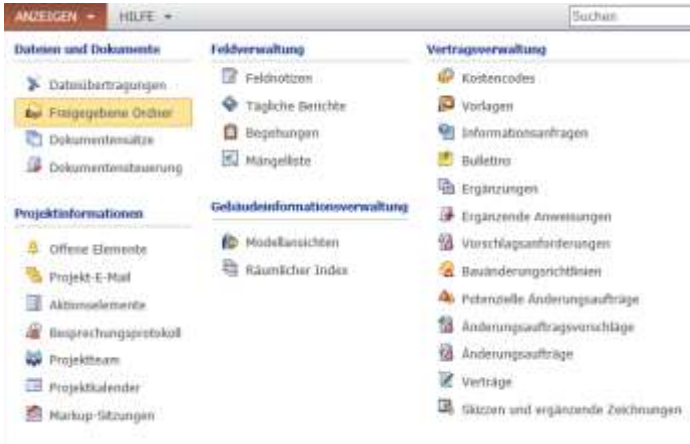 ANZEIGEN
HILFE
Suchen
Dateien und Dokumente
Dateiübertragungen
Freigegebene Ordner
Dokumentensätze
Dokumentensteuerung
Projektinformationen
Offene Elemente
Projekt-E-Mail
Aktionselemente
Besprechungsprotokoll
Projektteam
Projektkalender
Markup-Sitzungen
Feldverwaltung
Feldnotizen
Tägliche Berichte
Begehungen
Mängelliste
Gebäudeinformationsverwaltung
Modellansichten
Räumlicher Index
Vertragsverwaltung
Kostencodes
Vorlagen
Informationsanfragen
Bulletins
Ergänzungen
Ergänzende Anweisungen
Vorschlagsanforderungen
Bauänderungsrichtlinien
Potenzielle Änderungsaufträge
Änderungsauftragsvorschläge
Änderungsaufträge
Verträge
Skizzen und ergänzende Zeichnungen